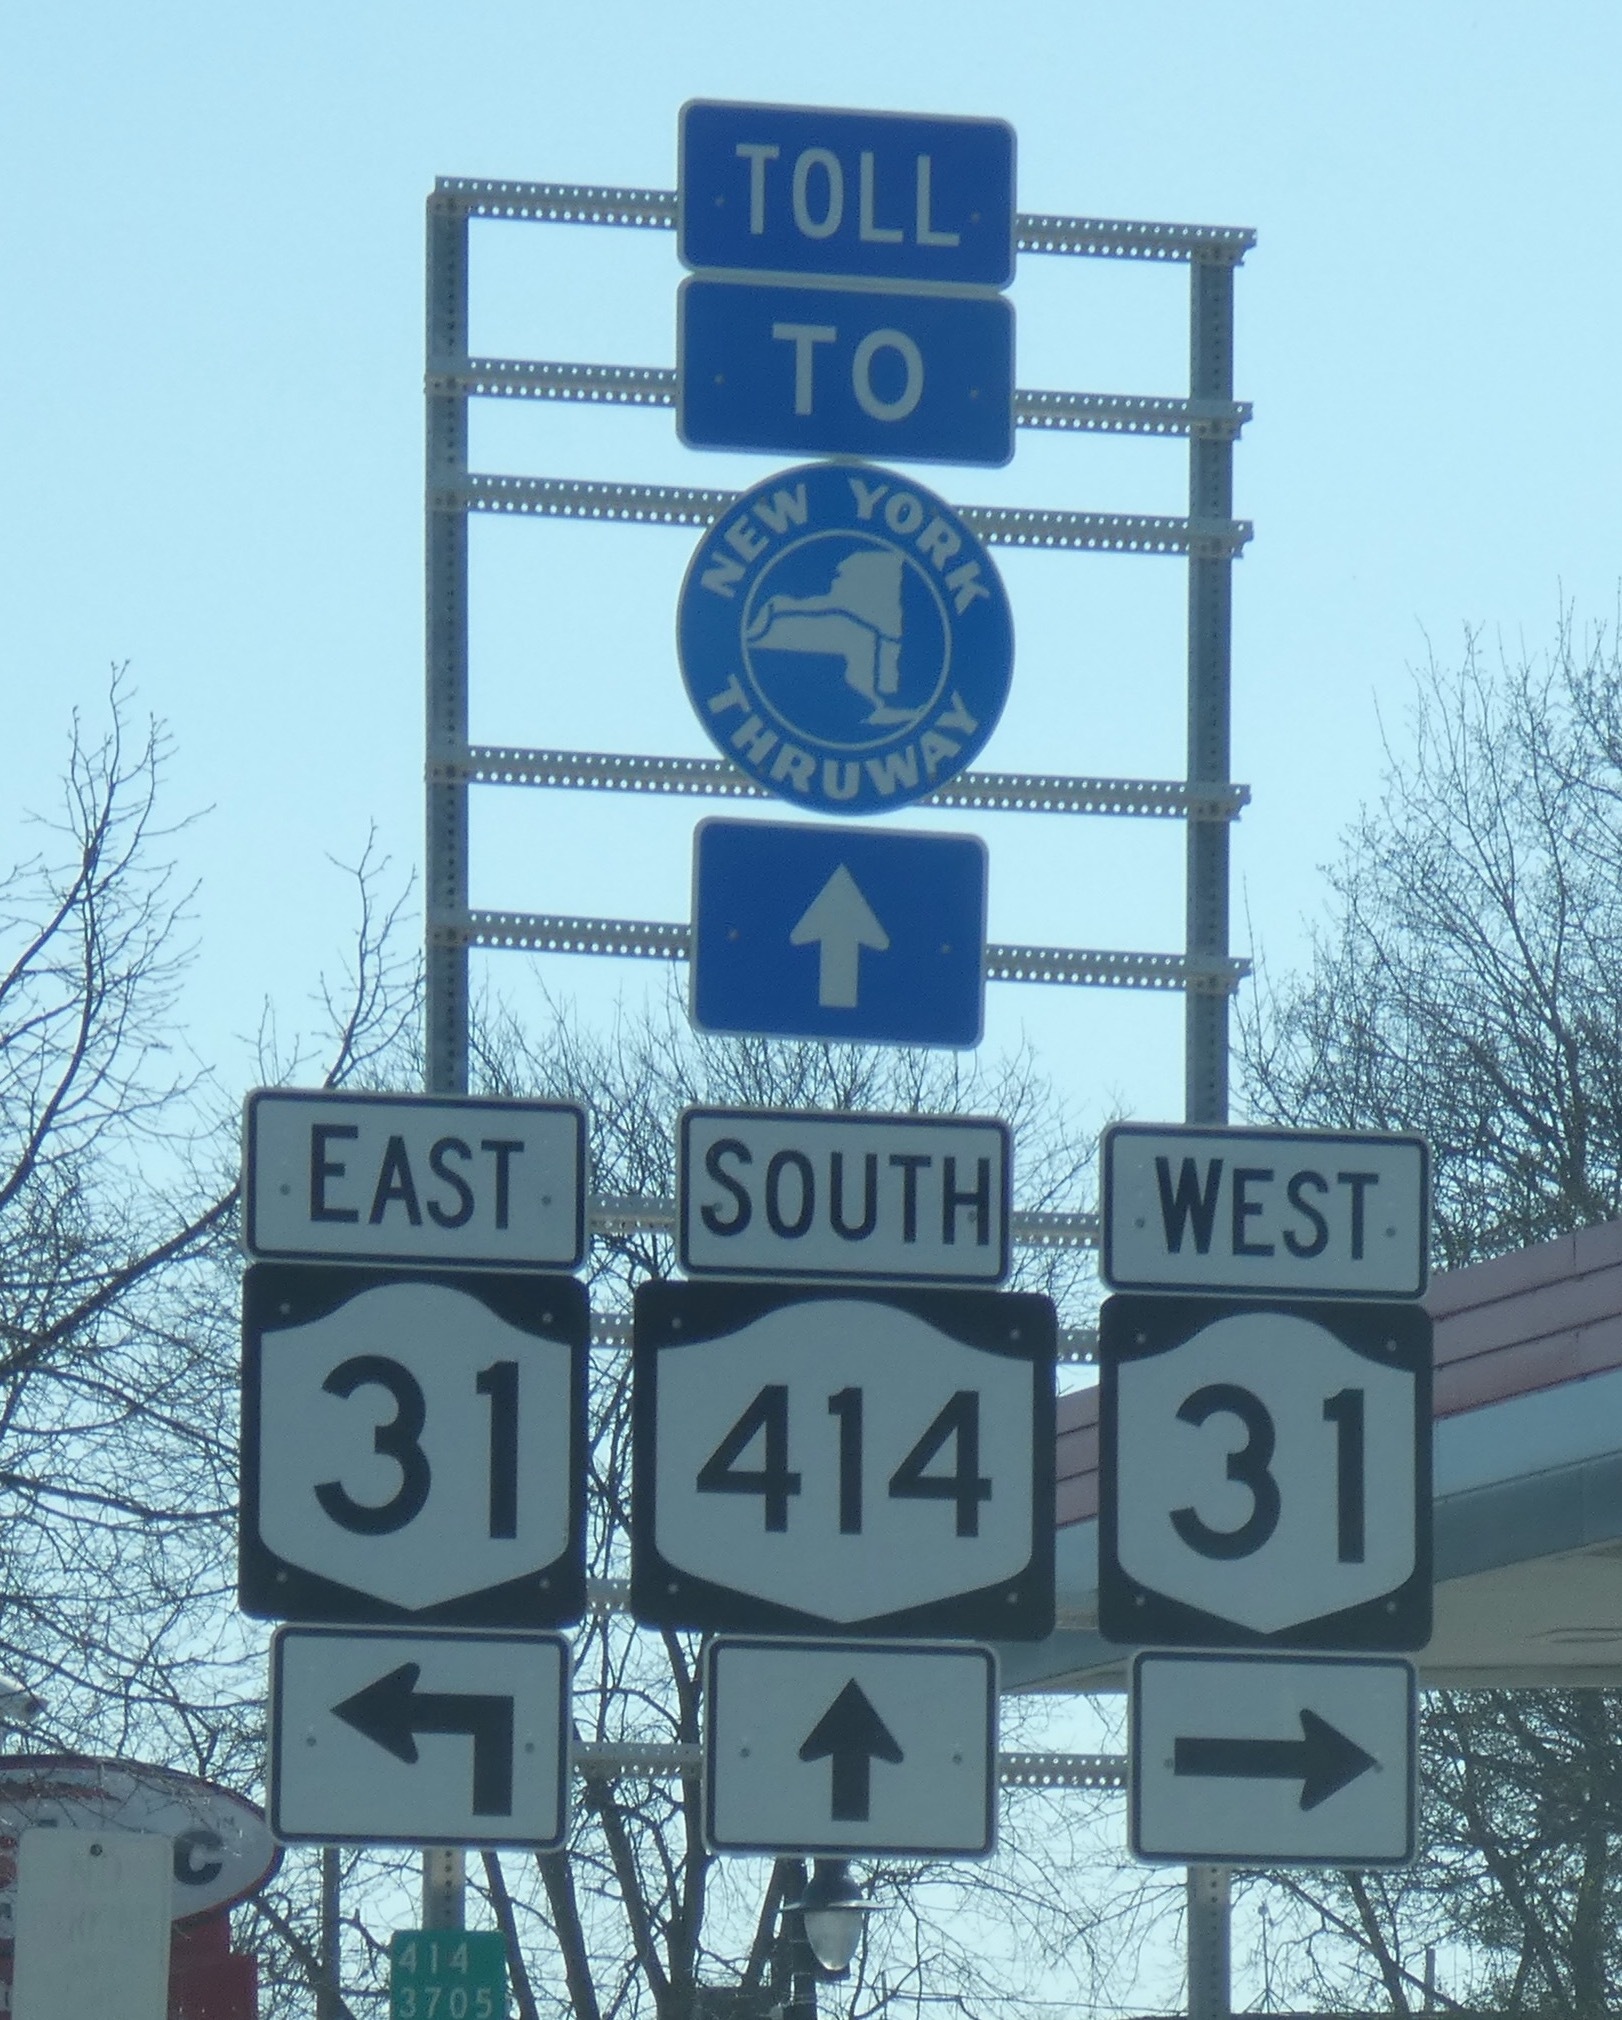 TOLL
TO
NEW YORK
THRUWAY
EAST
SOUTH
WEST
31
414
31
C
414
3705